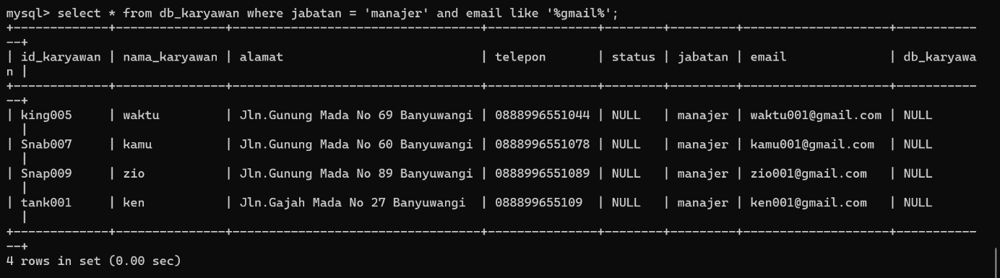 mysql> select * from db_karyawan where jabatan = 'manajer' and email like '%gmail%';
+-------------+---------------+-----------------------------------+---------------+--------+---------+--------------------+-----------
--+
| id_karyawan | nama_karyawan | alamat                            | telepon       | status | jabatan | email              | db_karyawa
n |
+-------------+---------------+-----------------------------------+---------------+--------+---------+--------------------+-----------
--+
| king005     | waktu         | Jln.Gunung Mada No 69 Banyuwangi | 0888996551044 | NULL   | manajer | waktu001@gmail.com | NULL
  |
| Snab007     | kamu          | Jln.Gunung Mada No 60 Banyuwangi | 0888996551078 | NULL   | manajer | kamu001@gmail.com  | NULL
  |
| Snap009     | zio           | Jln.Gunung Mada No 89 Banyuwangi | 0888996551089 | NULL   | manajer | zio001@gmail.com   | NULL
  |
| tank001     | ken           | Jln.Gajah Mada No 27 Banyuwangi  | 088899655109  | NULL   | manajer | ken001@gmail.com   | NULL
  |
+-------------+---------------+-----------------------------------+---------------+--------+---------+--------------------+-----------
--+
4 rows in set (0.00 sec)